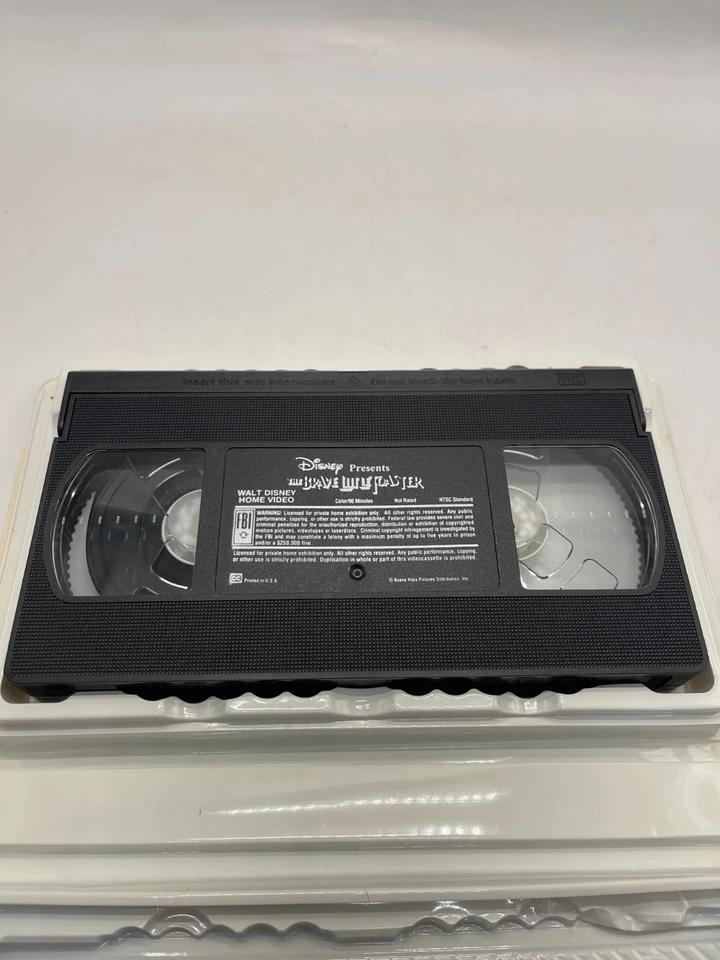 Insert this side into recorder △ Do not touch the tape inside VHS
Disney Presents
THE BRAVE LITTLE TOASTER
WALT DISNEY
HOME VIDEO
Color/90 Minutes Not Rated NTSC Standard
FBI
WARNING! Licensed for private home exhibition only. All other rights reserved. Any public
performance, copying, or other use is strictly prohibited. Federal law provides severe civil and
criminal penalties for the unauthorized reproduction, distribution or exhibition of copyrighted
motion pictures, videotapes or laserdiscs. Criminal copyright infringement is investigated by
the FBI and may constitute a felony with a maximum penalty of up to five years in prison
and/or a $250,000 fine.
Licensed for private home exhibition only. All other rights reserved. Any public performance, copying
or other use is strictly prohibited. Duplication in whole or part of this videocassette is prohibited.
CC Printed in U.S.A. © Buena Vista Pictures Distribution, Inc.